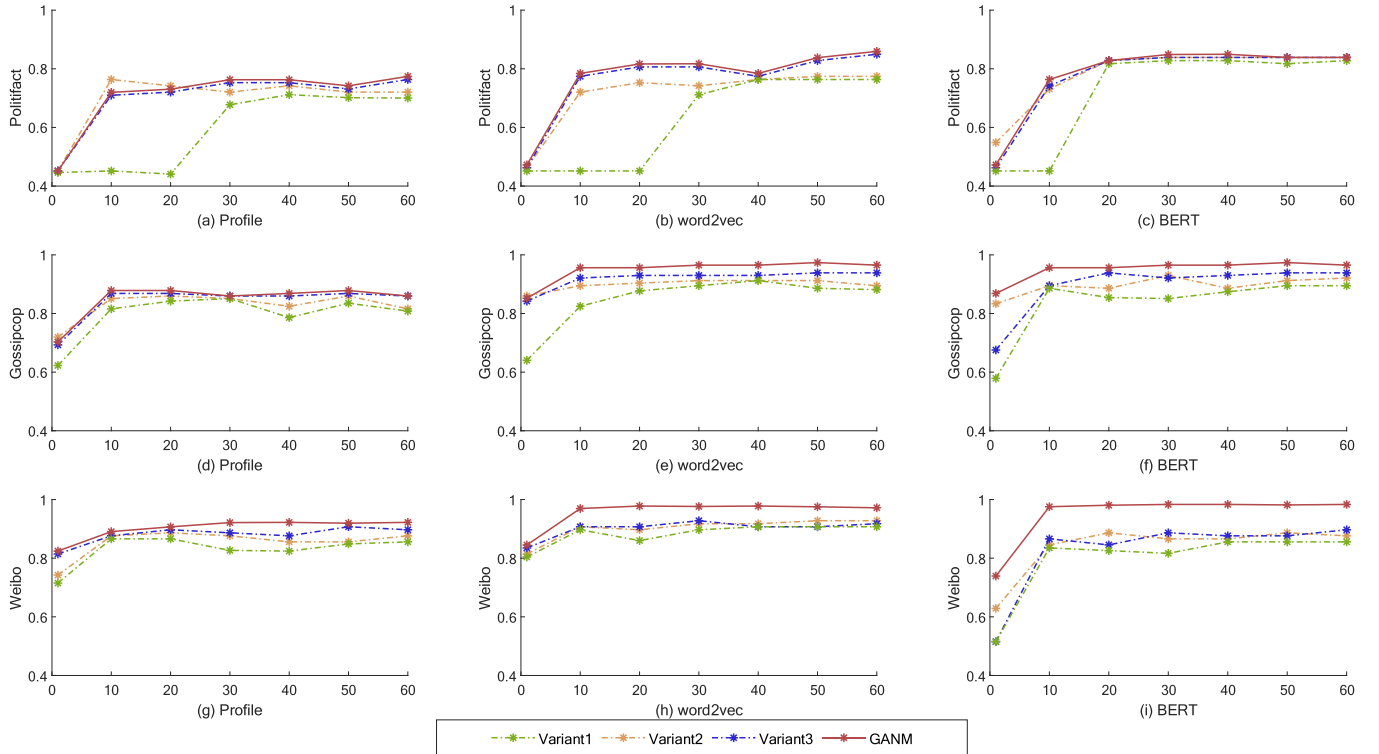 1
0.8
0.6
0.4
Politifact
0 10 20 30 40 50 60
(a) Profile
1
0.8
0.6
0.4
Politifact
0 10 20 30 40 50 60
(b) word2vec
1
0.8
0.6
0.4
Politifact
0 10 20 30 40 50 60
(c) BERT
1
0.8
0.6
0.4
Gossipcop
0 10 20 30 40 50 60
(d) Profile
1
0.8
0.6
0.4
Gossipcop
0 10 20 30 40 50 60
(e) word2vec
1
0.8
0.6
0.4
Gossipcop
0 10 20 30 40 50 60
(f) BERT
1
0.8
0.6
0.4
Weibo
0 10 20 30 40 50 60
(g) Profile
1
0.8
0.6
0.4
Weibo
0 10 20 30 40 50 60
(h) word2vec
1
0.8
0.6
0.4
Weibo
0 10 20 30 40 50 60
(i) BERT
Variant1 Variant2 Variant3 GANM